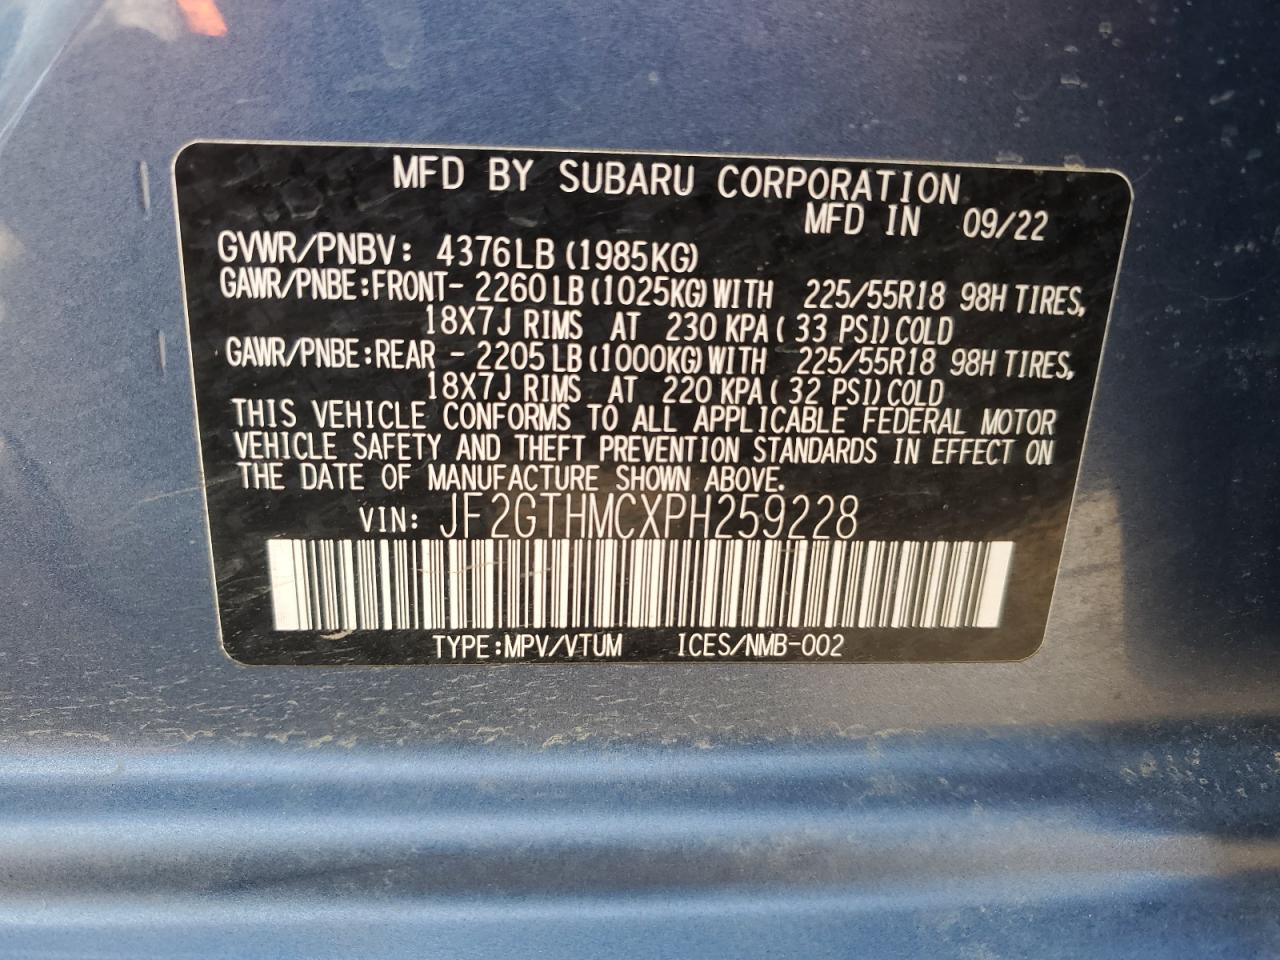 MFD BY SUBARU CORPORATION
MFD IN 09/22
GVWR/PNBV: 4376LB (1985KG)
GAWR/PNBE:FRONT- 2260 LB (1025KG) WITH 225/55R18 98H TIRES,
18X7J RIMS AT 230 KPA ( 33 PSI) COLD
GAWR/PNBE:REAR - 2205 LB (1000KG) WITH 225/55R18 98H TIRES,
18X7J RIMS AT 220 KPA ( 32 PSI) COLD
THIS VEHICLE CONFORMS TO ALL APPLICABLE FEDERAL MOTOR
VEHICLE SAFETY AND THEFT PREVENTION STANDARDS IN EFFECT ON
THE DATE OF MANUFACTURE SHOWN ABOVE.
VIN: JF2GTHMCXPH259228
TYPE:MPV/VTUM ICES/NMB-002